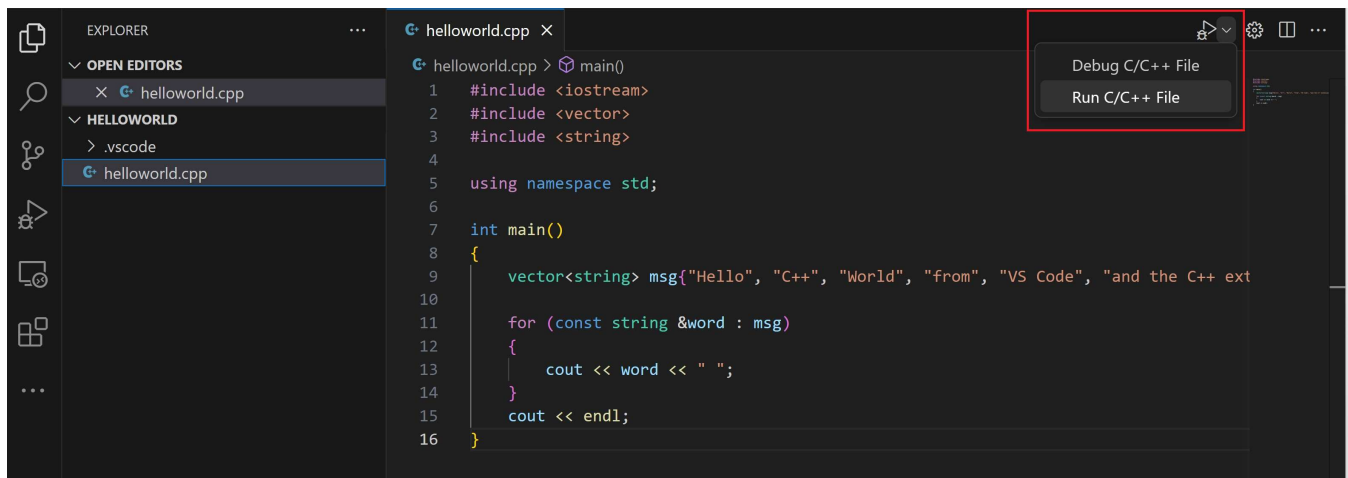 EXPLORER
OPEN EDITORS
helloworld.cpp
HELLOWORLD
.vscode
helloworld.cpp
helloworld.cpp
helloworld.cpp > main()
Debug C/C++ File
Run C/C++ File
1 #include <iostream>
2 #include <vector>
3 #include <string>
4
5 using namespace std;
6
7 int main()
8 {
9 vector<string> msg{"Hello", "C++", "World", "from", "VS Code", "and the C++ ext
10
11 for (const string &word : msg)
12 {
13 cout << word << " ";
14 }
15 cout << endl;
16 }